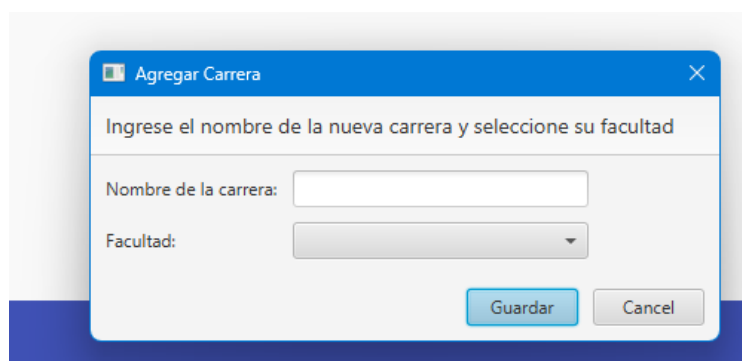 Agregar Carrera
Ingrese el nombre de la nueva carrera y seleccione su facultad
Nombre de la carrera:
Facultad:
Guardar Cancel